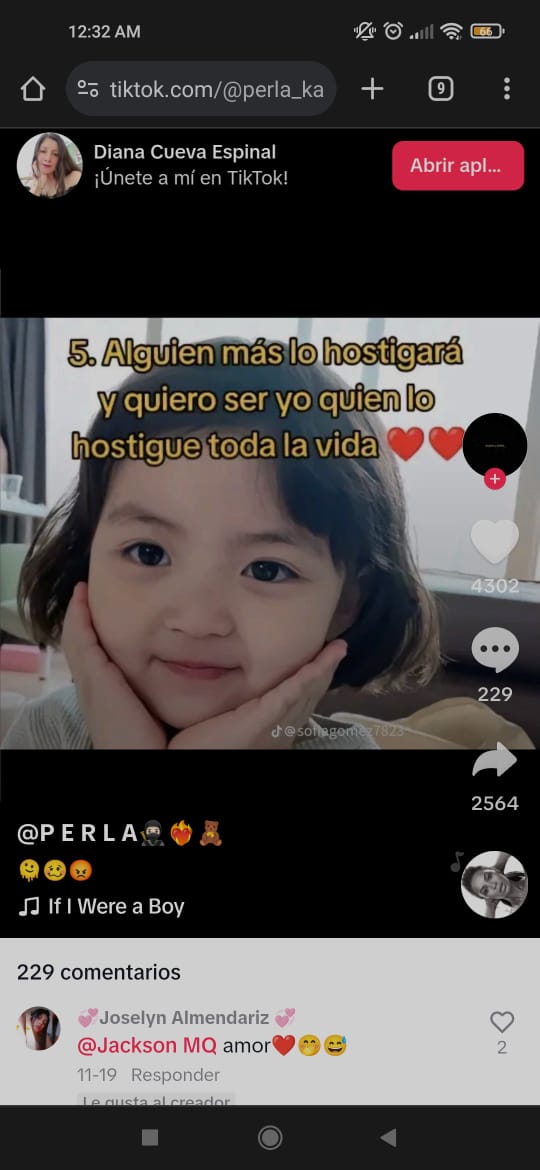 12:32 AM
66
tiktok.com/@perla_ka
9
Diana Cueva Espinal
¡Únete a mí en TikTok!
Abrir apl...
5. Alguien más lo hostigará
y quiero ser yo quien lo
hostigue toda la vida ❤️❤️
4302
229
@sofiagomez7823
2564
@P E R L A🥷❤️‍🔥🧸
🫠🥴😡
If I Were a Boy
229 comentarios
💞Joselyn Almendariz 💞
@Jackson MQ amor❤️🤭😅
2
11-19 Responder
Le gusta al creador